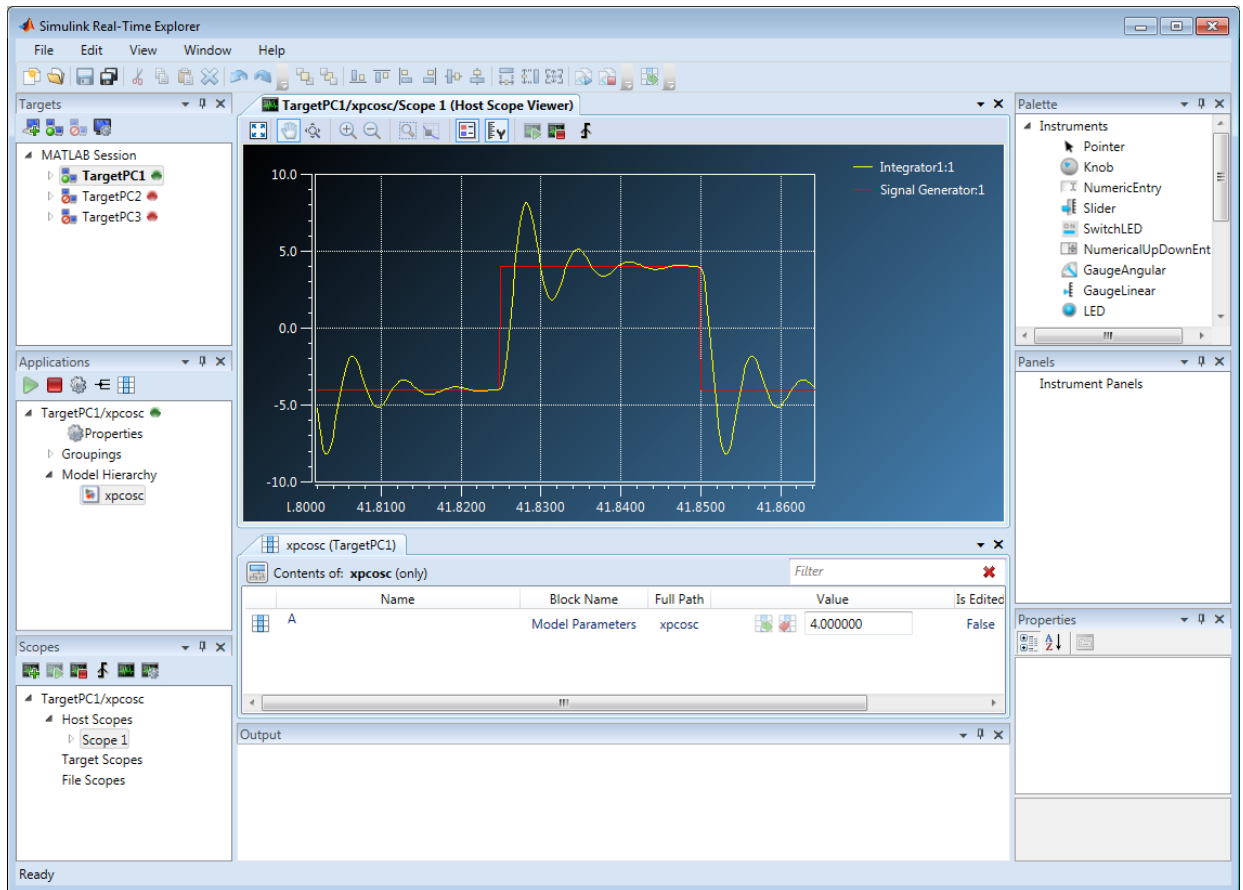 Simulink Real-Time Explorer
File Edit View Window Help
Targets
MATLAB Session
TargetPC1
TargetPC2
TargetPC3
Applications
TargetPC1/xpcosc
Properties
Groupings
Model Hierarchy
xpcosc
Scopes
TargetPC1/xpcosc
Host Scopes
Scope 1
Target Scopes
File Scopes
TargetPC1/xpcosc/Scope 1 (Host Scope Viewer)
10.0
5.0
0.0
-5.0
-10.0
1.8000 41.8100 41.8200 41.8300 41.8400 41.8500 41.8600
Integrator1:1
Signal Generator:1
xpcosc (TargetPC1)
Contents of: xpcosc (only) Filter
Name Block Name Full Path Value Is Edited
A Model Parameters xpcosc 4.000000 False
Output
Palette
Instruments
Pointer
Knob
NumericEntry
Slider
SwitchLED
NumericalUpDownEnt
GaugeAngular
GaugeLinear
LED
Panels
Instrument Panels
Properties
Ready